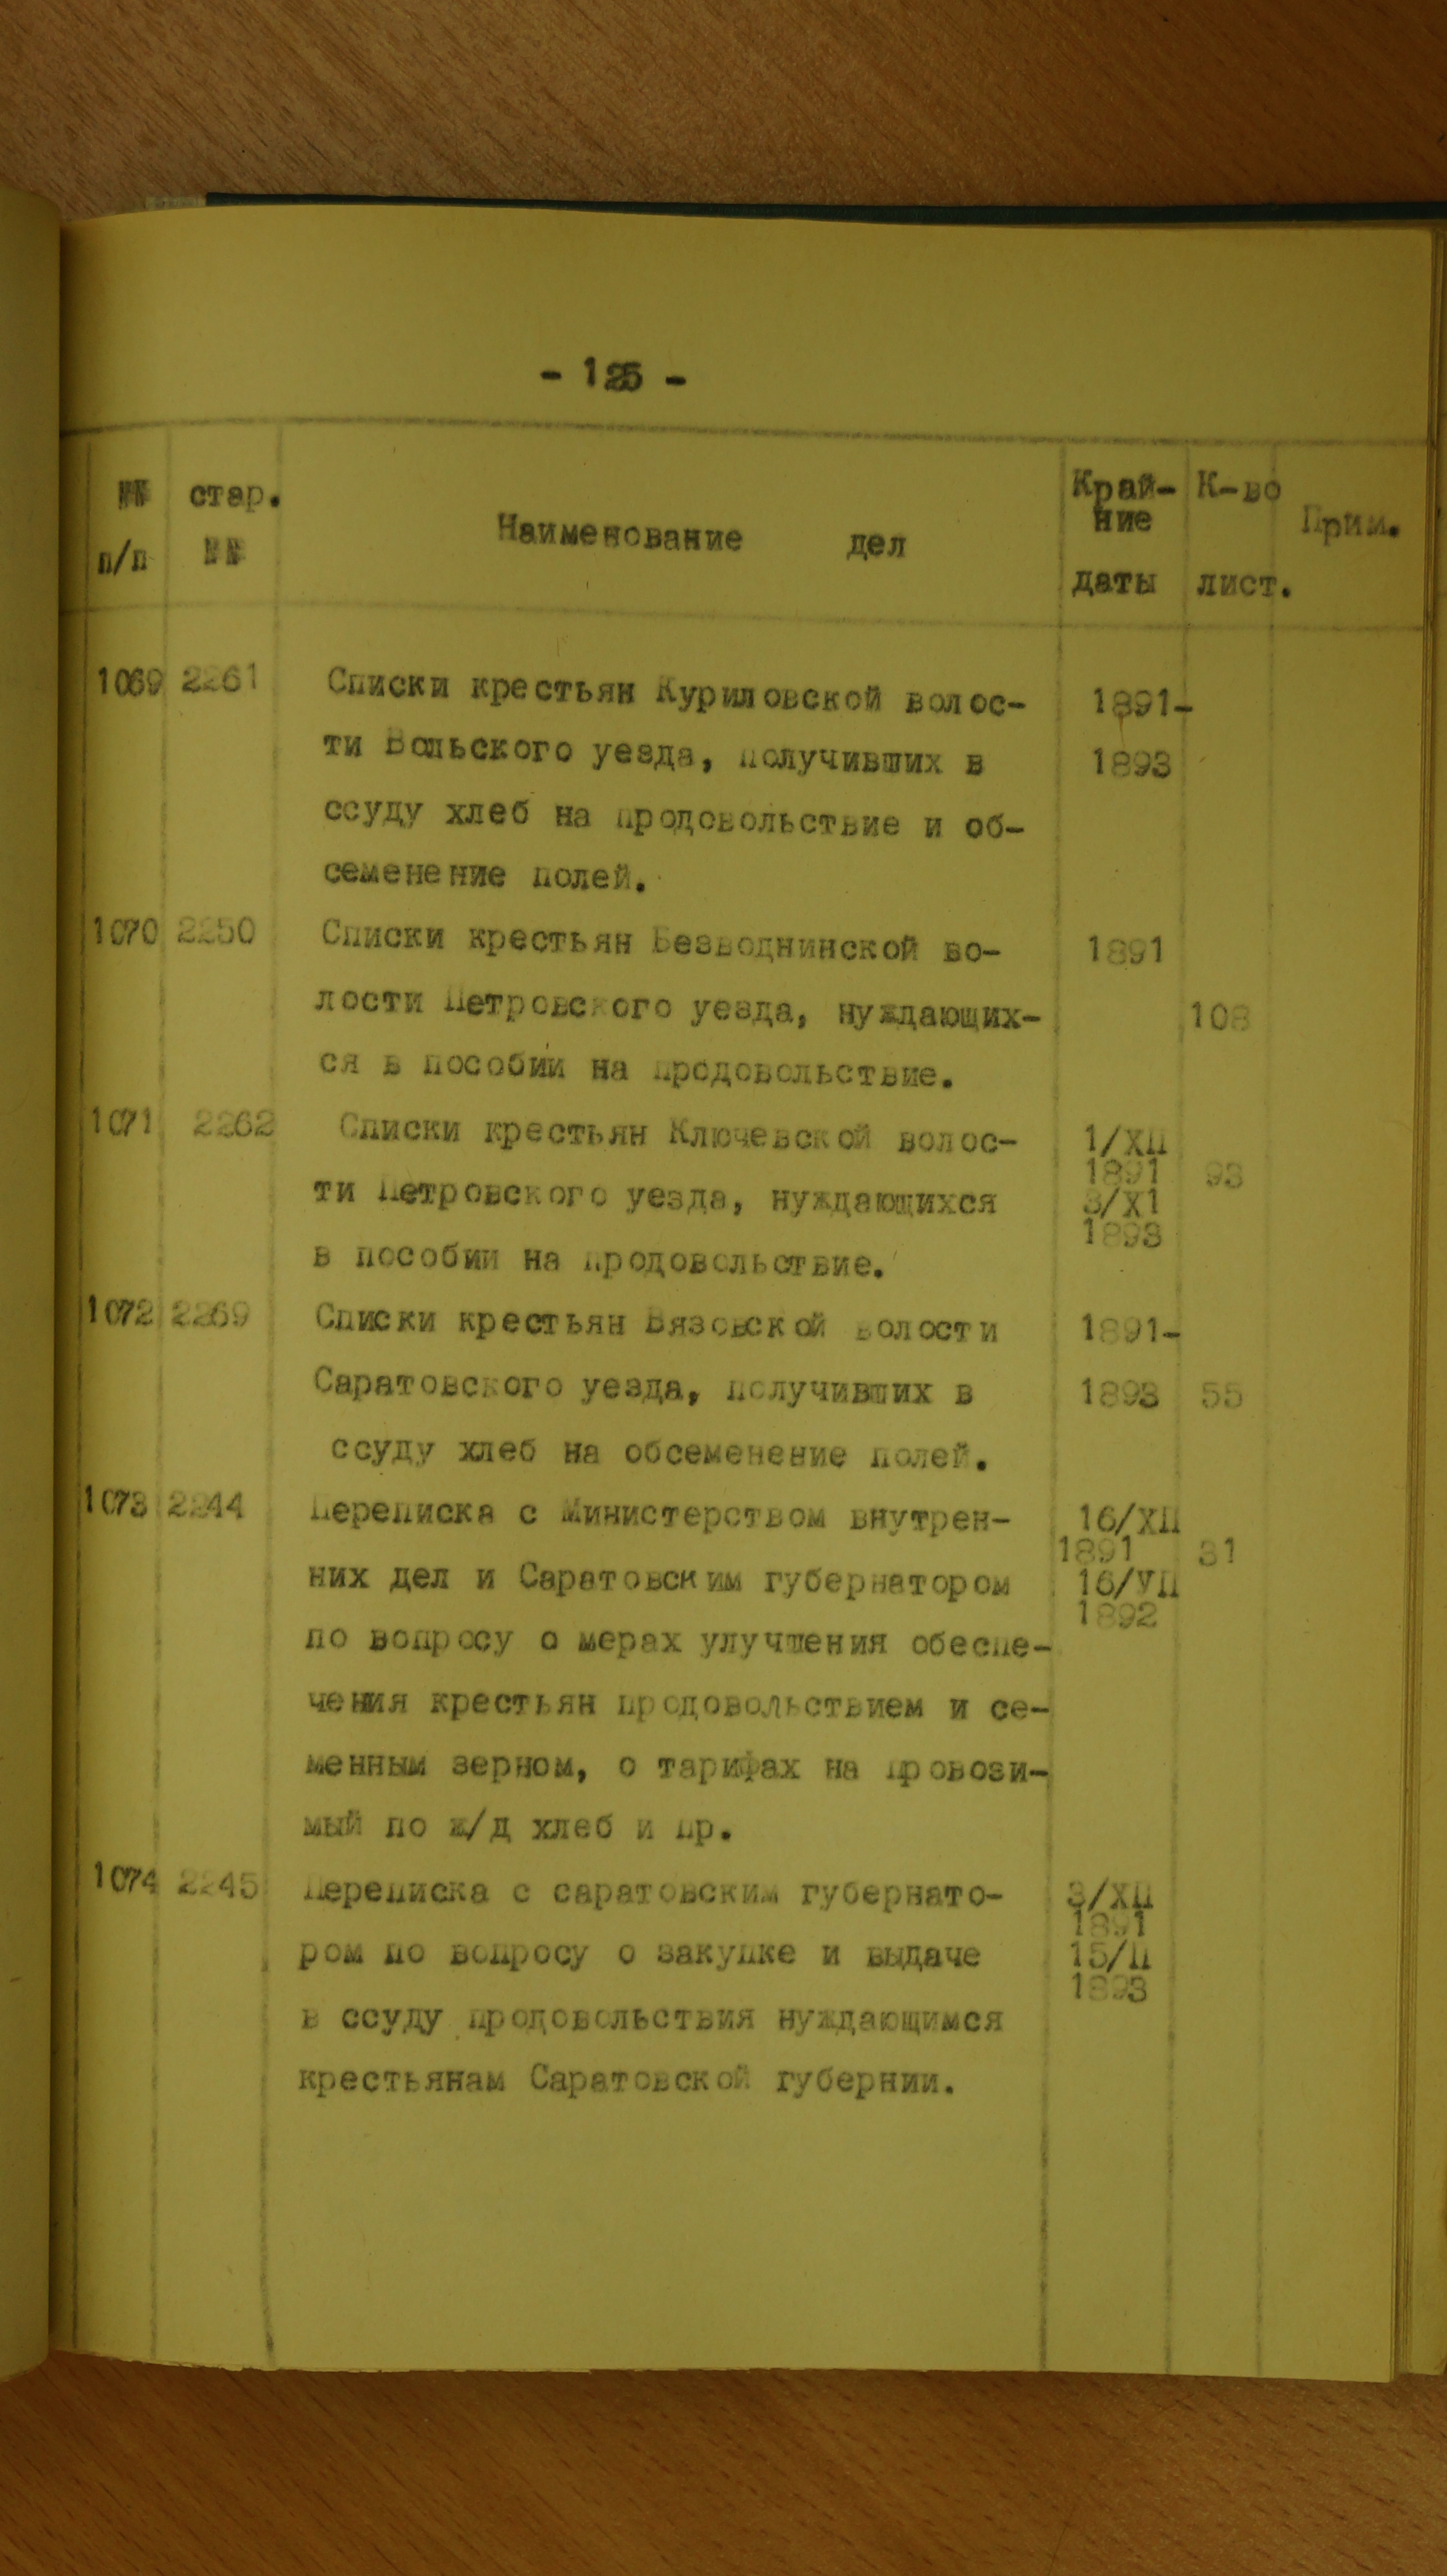 - 125 -
№№ стар. Край- К-во
Наименование дел ние Прим.
п/п №№ даты лист.
1069 2261 Списки крестьян Куриловской волос- 1891-
ти Вольского уезда, получивших в 1893
ссуду хлеб на продовольствие и об-
семенение полей.
1070 2250 Списки крестьян Безводнинской во- 1891
лости Петровского уезда, нуждающих- 108
ся в пособии на продовольствие.
1071 2262 Списки крестьян Ключевской волос- 1/XII
1891 93
ти Петровского уезда, нуждающихся 3/X1
1893
в пособии на продовольствие.
1072 2269 Списки крестьян Вязовской волости 1891-
Саратовского уезда, получивших в 1893 55
ссуду хлеб на обсеменение полей.
1073 2244 Переписка с Министерством внутрен- 16/XII
1891 31
них дел и Саратовским губернатором 16/УII
1892
по вопросу о мерах улучшения обеспе-
чения крестьян продовольствием и се-
менным зерном, о тарифах на провози-
мый по ж/д хлеб и пр.
1074 2245 Переписка с саратовским губернато- 3/XII
1891
ром по вопросу о закупке и выдаче 15/II
1893
в ссуду продовольствия нуждающимся
крестьянам Саратовской губернии.